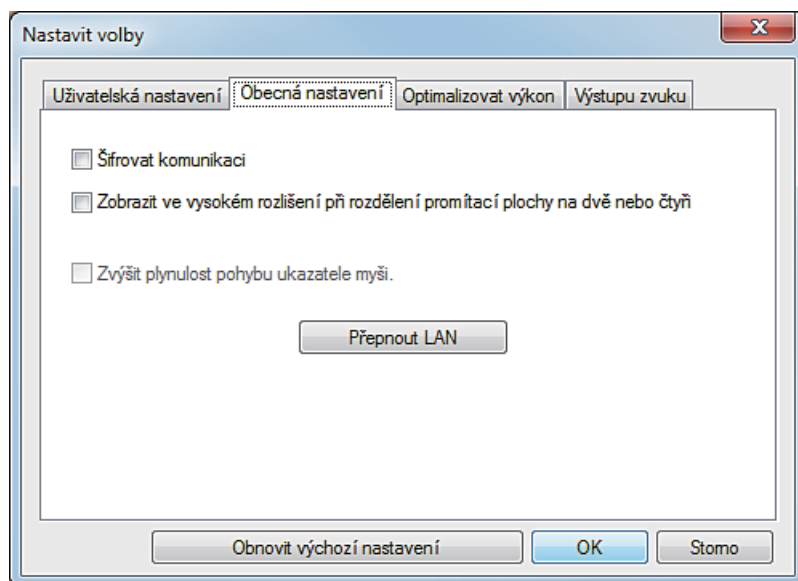 Nastavit volby
Uživatelská nastavení Obecná nastavení Optimalizovat výkon Výstupu zvuku
Šifrovat komunikaci
Zobrazit ve vysokém rozlišení při rozdělení promítací plochy na dvě nebo čtyři
Zvýšit plynulost pohybu ukazatele myši.
Přepnout LAN
Obnovit výchozí nastavení OK Storno